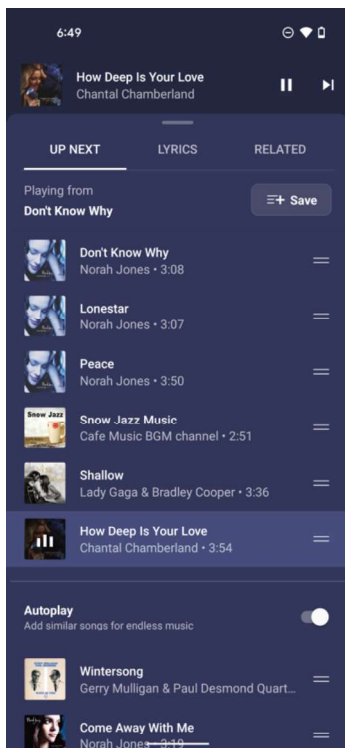 6:49
How Deep Is Your Love
Chantal Chamberland
UP NEXT
LYRICS
RELATED
Playing from
Don't Know Why
Save
Don't Know Why
Norah Jones • 3:08
Lonestar
Norah Jones • 3:07
Peace
Norah Jones • 3:50
Snow Jazz
Snow Jazz Music
Cafe Music BGM channel • 2:51
Shallow
Lady Gaga & Bradley Cooper • 3:36
How Deep Is Your Love
Chantal Chamberland • 3:54
Autoplay
Add similar songs for endless music
Wintersong
Gerry Mulligan & Paul Desmond Quart...
Come Away With Me
Norah Jones • 3:19